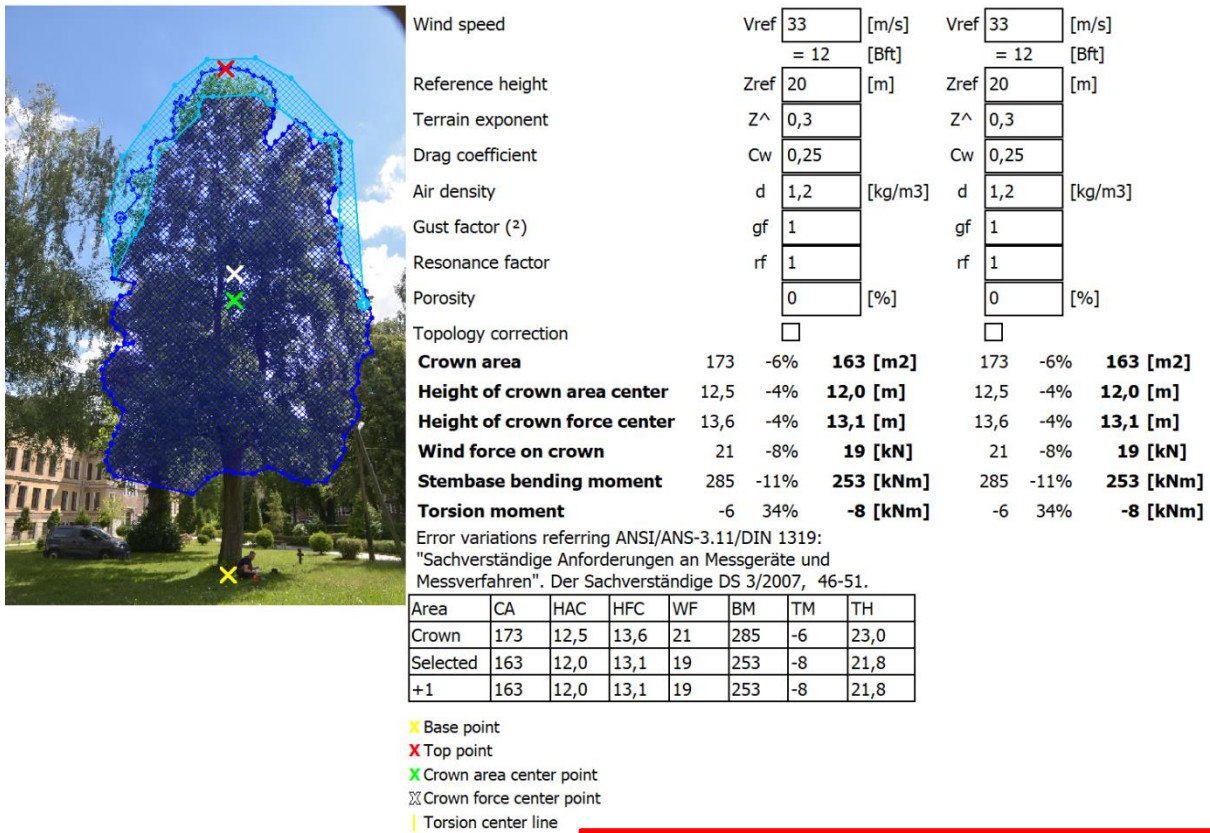 Wind speed Vref 33 [m/s] Vref 33 [m/s]
= 12 [Bft] = 12 [Bft]
Reference height Zref 20 [m] Zref 20 [m]
Terrain exponent Z^ 0,3 Z^ 0,3
Drag coefficient Cw 0,25 Cw 0,25
Air density d 1,2 [kg/m3] d 1,2 [kg/m3]
Gust factor (²) gf 1 gf 1
Resonance factor rf 1 rf 1
Porosity 0 [%] 0 [%]
Topology correction
Crown area 173 -6% 163 [m2] 173 -6% 163 [m2]
Height of crown area center 12,5 -4% 12,0 [m] 12,5 -4% 12,0 [m]
Height of crown force center 13,6 -4% 13,1 [m] 13,6 -4% 13,1 [m]
Wind force on crown 21 -8% 19 [kN] 21 -8% 19 [kN]
Stembase bending moment 285 -11% 253 [kNm] 285 -11% 253 [kNm]
Torsion moment -6 34% -8 [kNm] -6 34% -8 [kNm]
Error variations referring ANSI/ANS-3.11/DIN 1319:
"Sachverständige Anforderungen an Messgeräte und
Messverfahren". Der Sachverständige DS 3/2007, 46-51.
Area CA HAC HFC WF BM TM TH
Crown 173 12,5 13,6 21 285 -6 23,0
Selected 163 12,0 13,1 19 253 -8 21,8
+1 163 12,0 13,1 19 253 -8 21,8
X Base point
X Top point
X Crown area center point
X Crown force center point
| Torsion center line